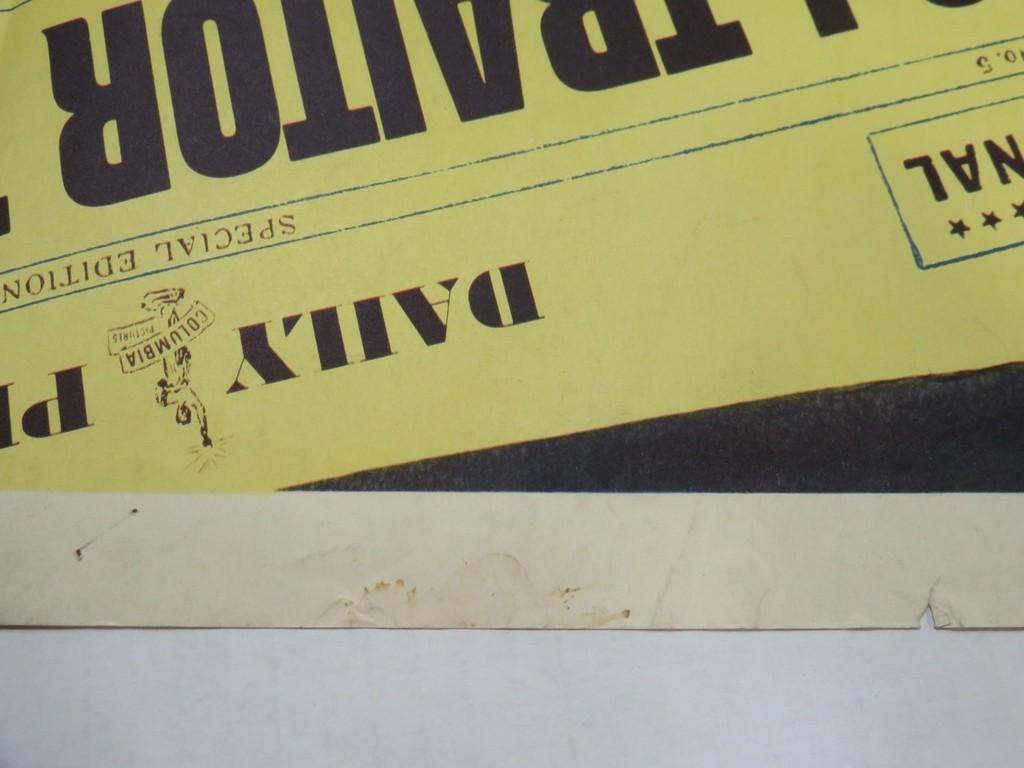 NAL
DAILY
COLUMBIA
PICTURES
No. 5 SPECIAL EDITION
TRAITOR